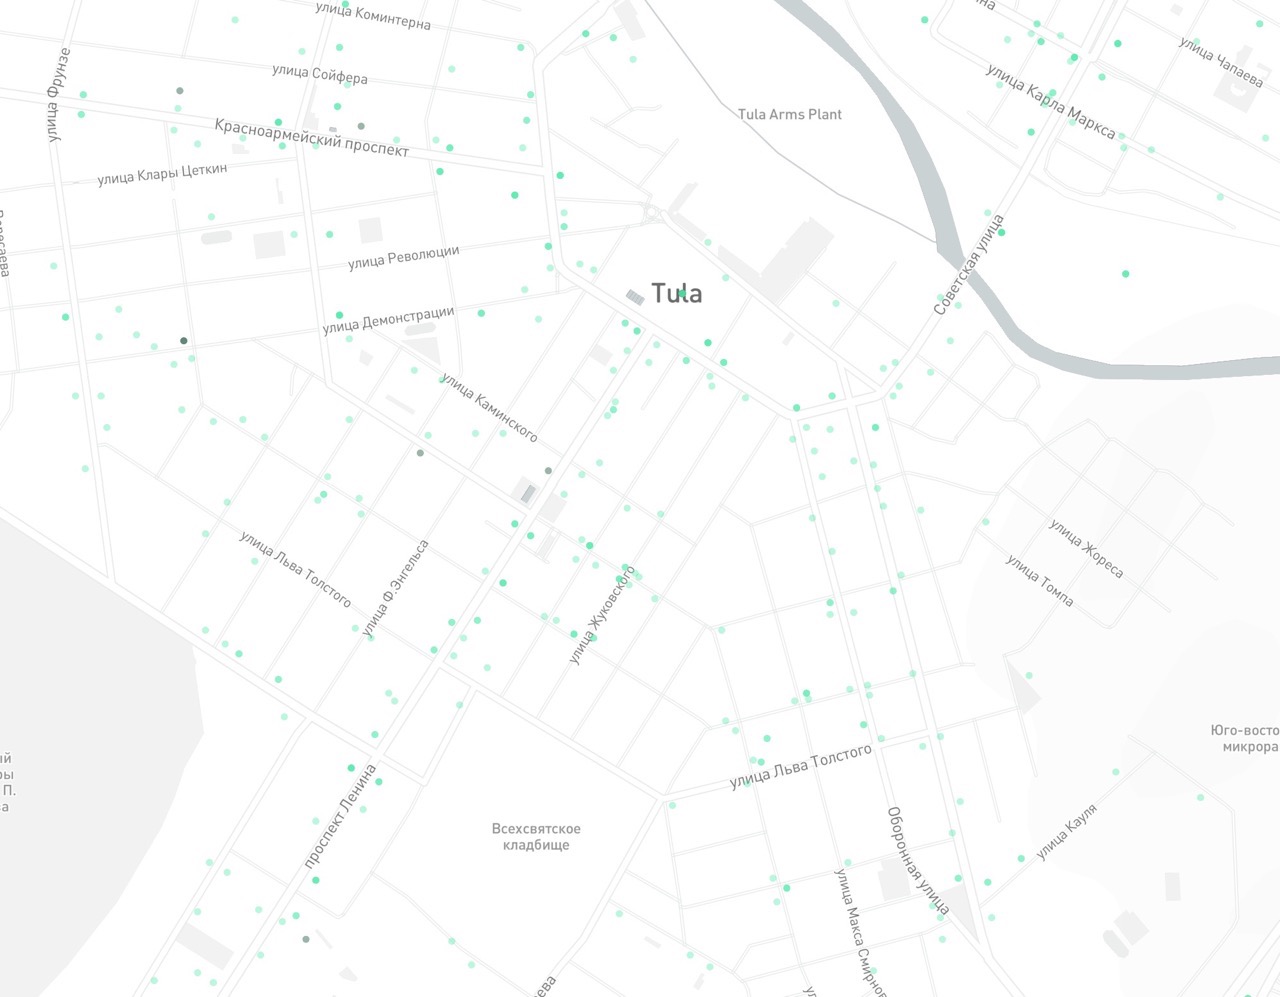 улица Коминтерна
улица Сойфера
улица Фрунзе
Красноармейский проспект
улица Клары Цеткин
Tula Arms Plant
улица Чапаева
улица Карла Маркса
улица Революции
улица Демонстрации
Tula
Советская улица
улица Каминского
улица Льва Толстого
улица Ф.Энгельса
улица Жуковского
улица Жореса
улица Томпа
Юго-восто
микрора
улица Льва Толстого
проспект Ленина
Всехсвятское
кладбище
Оборонная улица
улица Кауля
улица Макса Смирнов